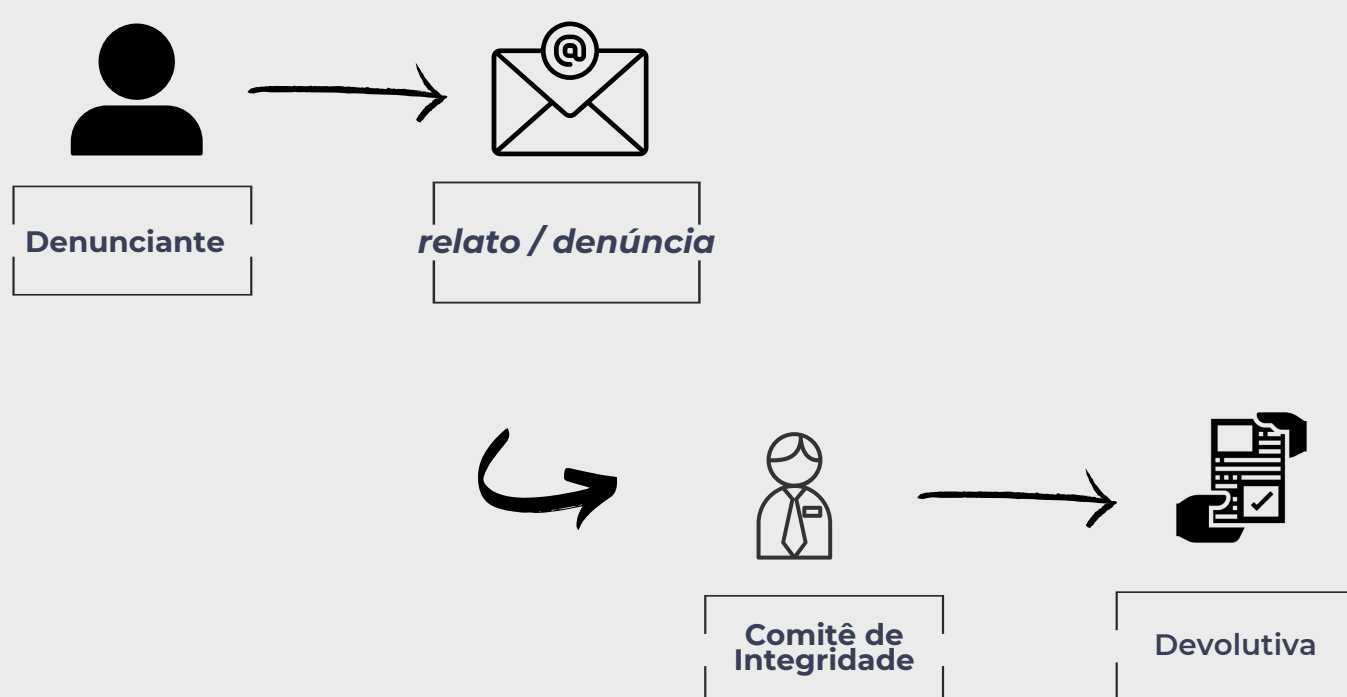 @
Denunciante
relato / denúncia
Comitê de
Integridade
Devolutiva